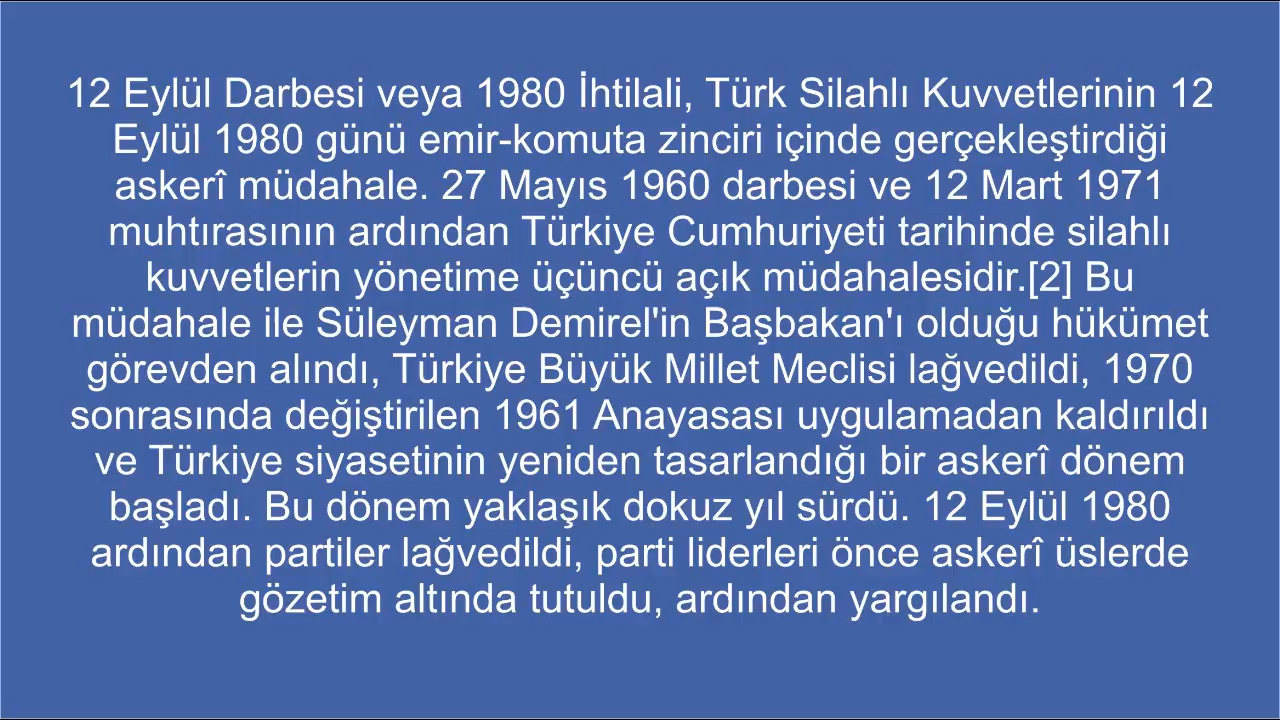 12 Eylül Darbesi veya 1980 İhtilali, Türk Silahlı Kuvvetlerinin 12
Eylül 1980 günü emir-komuta zinciri içinde gerçekleştirdiği
askerî müdahale. 27 Mayıs 1960 darbesi ve 12 Mart 1971
muhtırasının ardından Türkiye Cumhuriyeti tarihinde silahlı
kuvvetlerin yönetime üçüncü açık müdahalesidir.[2] Bu
müdahale ile Süleyman Demirel'in Başbakan'ı olduğu hükümet
görevden alındı, Türkiye Büyük Millet Meclisi lağvedildi, 1970
sonrasında değiştirilen 1961 Anayasası uygulamadan kaldırıldı
ve Türkiye siyasetinin yeniden tasarlandığı bir askerî dönem
başladı. Bu dönem yaklaşık dokuz yıl sürdü. 12 Eylül 1980
ardından partiler lağvedildi, parti liderleri önce askerî üslerde
gözetim altında tutuldu, ardından yargılandı.